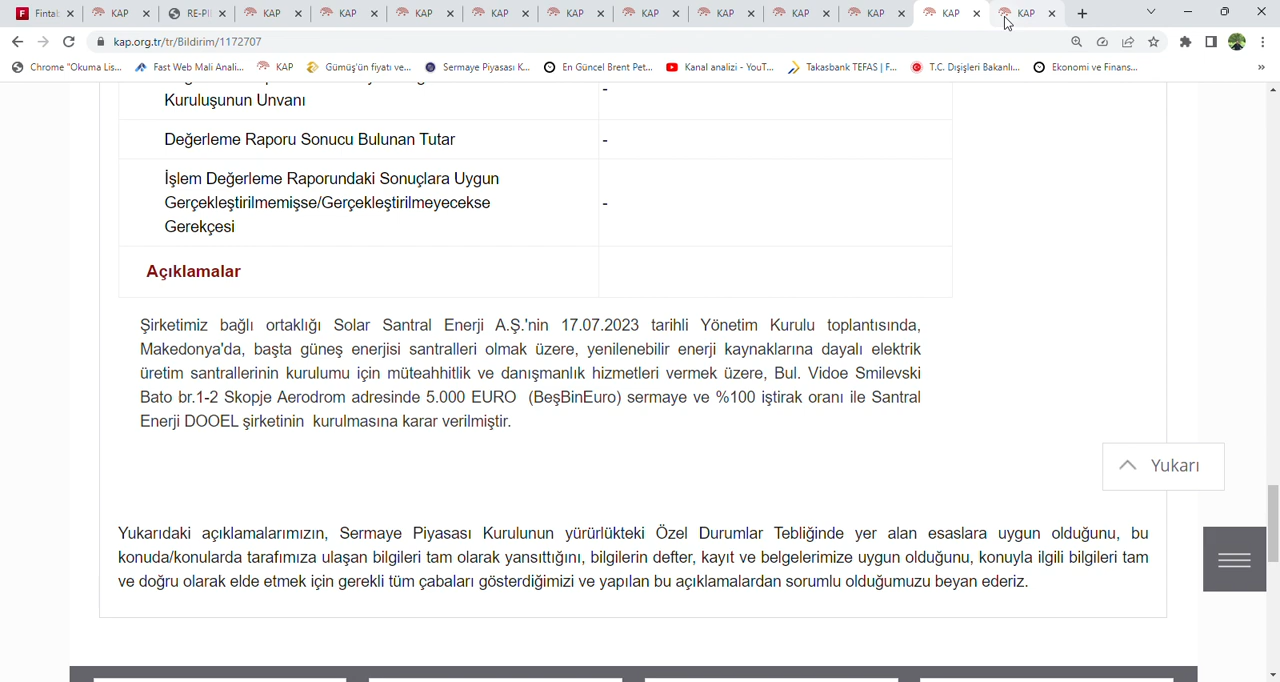 Fintab KAP RE-PIE KAP KAP KAP KAP KAP KAP KAP KAP KAP KAP KAP
kap.org.tr/tr/Bildirim/1172707
Chrome "Okuma Lis... Fast Web Mali Anali... KAP Gümüş'ün fiyatı ve... Sermaye Piyasası K... En Güncel Brent Pet... Kanal analizi - YouT... Takasbank TEFAS | F... T.C. Dışişleri Bakanlı... Ekonomi ve Finans... »
Kuruluşunun Unvanı -
Değerleme Raporu Sonucu Bulunan Tutar -
İşlem Değerleme Raporundaki Sonuçlara Uygun
Gerçekleştirilmemişse/Gerçekleştirilmeyecekse -
Gerekçesi
Açıklamalar
Şirketimiz bağlı ortaklığı Solar Santral Enerji A.Ş.'nin 17.07.2023 tarihli Yönetim Kurulu toplantısında,
Makedonya'da, başta güneş enerjisi santralleri olmak üzere, yenilenebilir enerji kaynaklarına dayalı elektrik
üretim santrallerinin kurulumu için müteahhitlik ve danışmanlık hizmetleri vermek üzere, Bul. Vidoe Smilevski
Bato br.1-2 Skopje Aerodrom adresinde 5.000 EURO (BeşBinEuro) sermaye ve %100 iştirak oranı ile Santral
Enerji DOOEL şirketinin kurulmasına karar verilmiştir.
Yukarı
Yukarıdaki açıklamalarımızın, Sermaye Piyasası Kurulunun yürürlükteki Özel Durumlar Tebliğinde yer alan esaslara uygun olduğunu, bu
konuda/konularda tarafımıza ulaşan bilgileri tam olarak yansıttığını, bilgilerin defter, kayıt ve belgelerimize uygun olduğunu, konuyla ilgili bilgileri tam
ve doğru olarak elde etmek için gerekli tüm çabaları gösterdiğimizi ve yapılan bu açıklamalardan sorumlu olduğumuzu beyan ederiz.